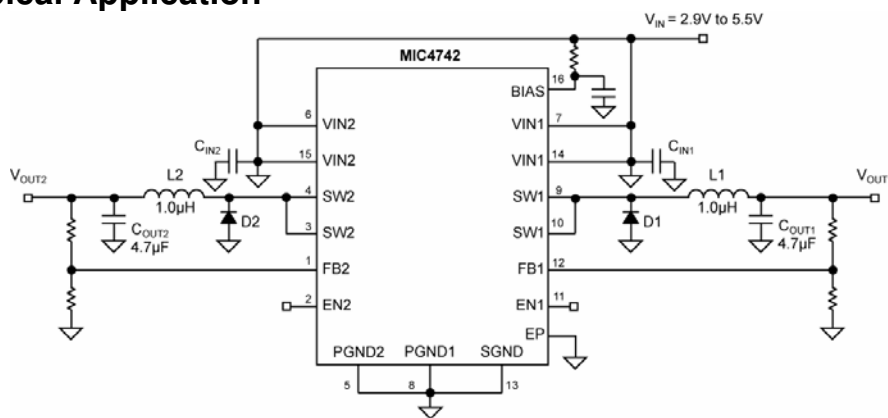 ical Application
V_IN = 2.9V to 5.5V
MIC4742
16
BIAS
6
VIN2
VIN1
7
C_IN2
15
VIN2
VIN1
14
C_IN1
V_OUT2
L2
1.0µH
4
SW2
SW1
9
L1
1.0µH
V_OUT
C_OUT2
4.7µF
D2
3
SW2
SW1
10
D1
C_OUT1
4.7µF
1
FB2
FB1
12
2
EN2
EN1
11
EP
PGND2
PGND1
SGND
5
8
13